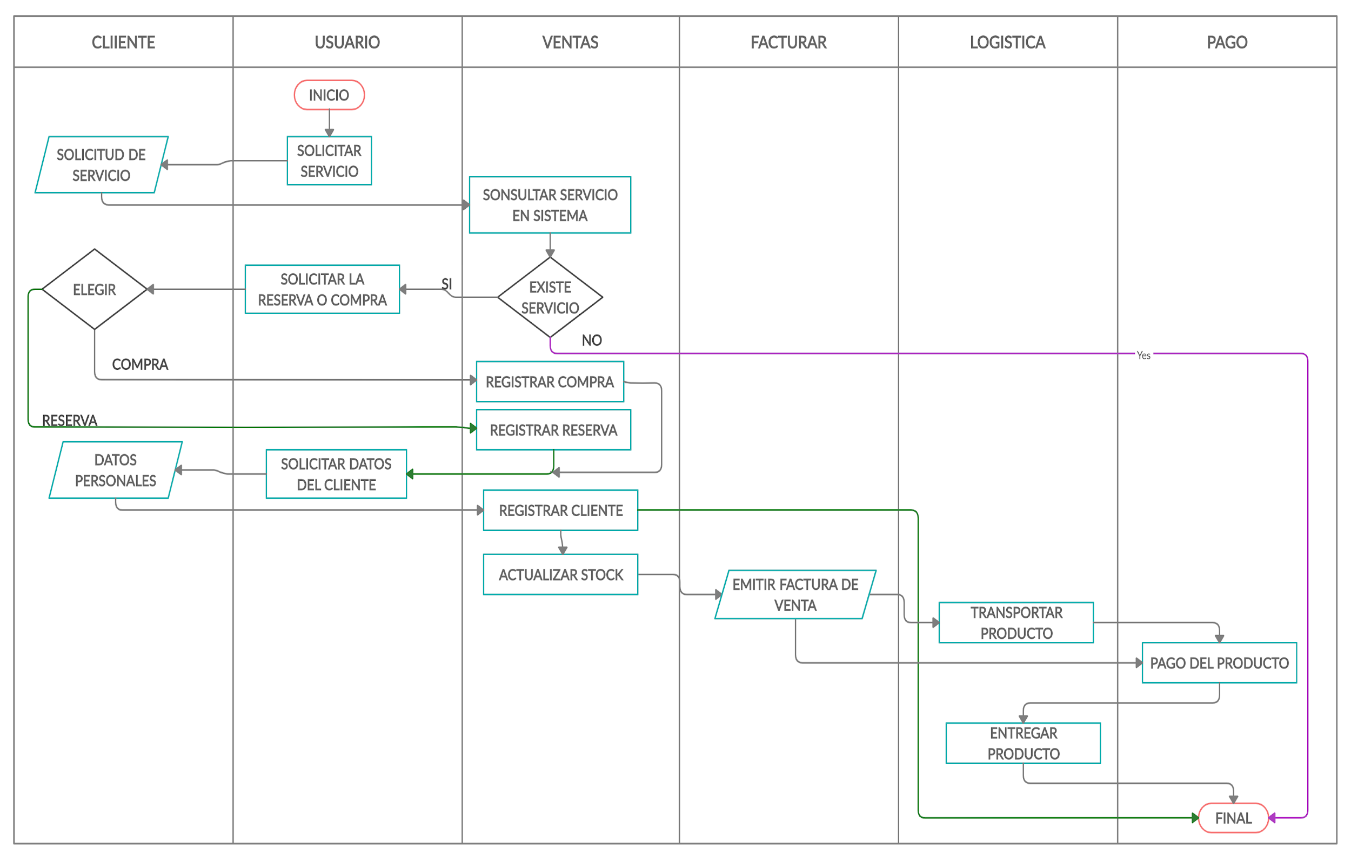 CLIIENTE
USUARIO
VENTAS
FACTURAR
LOGISTICA
PAGO
INICIO
SOLICITUD DE
SERVICIO
SOLICITAR
SERVICIO
SONSULTAR SERVICIO
EN SISTEMA
ELEGIR
SOLICITAR LA
RESERVA O COMPRA
SI
EXISTE
SERVICIO
NO
Yes
COMPRA
REGISTRAR COMPRA
RESERVA
REGISTRAR RESERVA
DATOS
PERSONALES
SOLICITAR DATOS
DEL CLIENTE
REGISTRAR CLIENTE
ACTUALIZAR STOCK
EMITIR FACTURA DE
VENTA
TRANSPORTAR
PRODUCTO
PAGO DEL PRODUCTO
ENTREGAR
PRODUCTO
FINAL